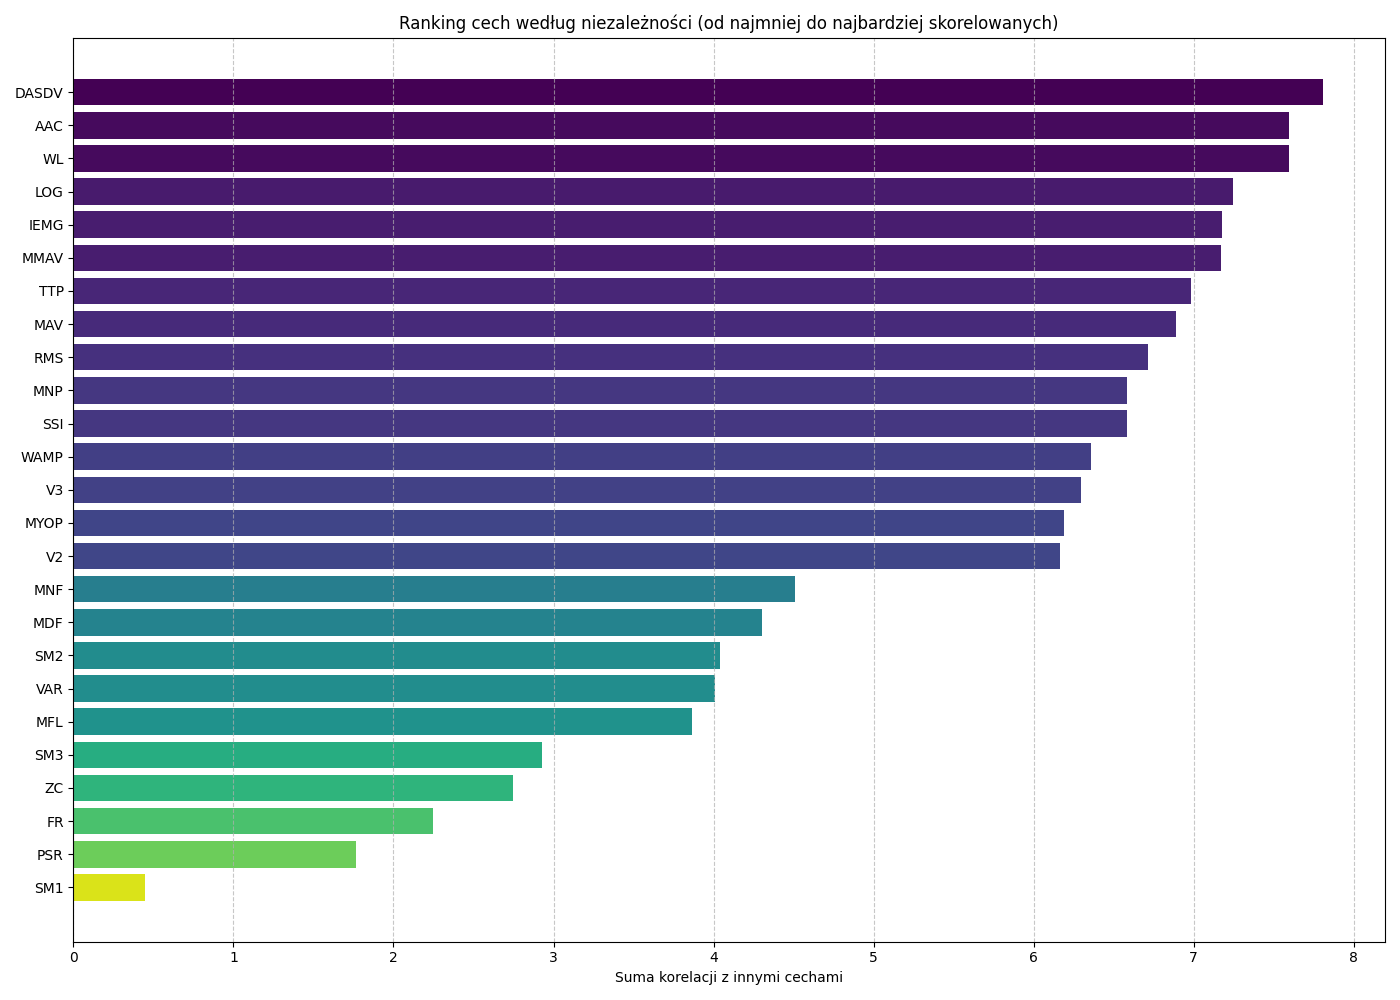 Ranking cech według niezależności (od najmniej do najbardziej skorelowanych)
DASDV
AAC
WL
LOG
IEMG
MMAV
TTP
MAV
RMS
MNP
SSI
WAMP
V3
MYOP
V2
MNF
MDF
SM2
VAR
MFL
SM3
ZC
FR
PSR
SM1
0 1 2 3 4 5 6 7 8
Suma korelacji z innymi cechami